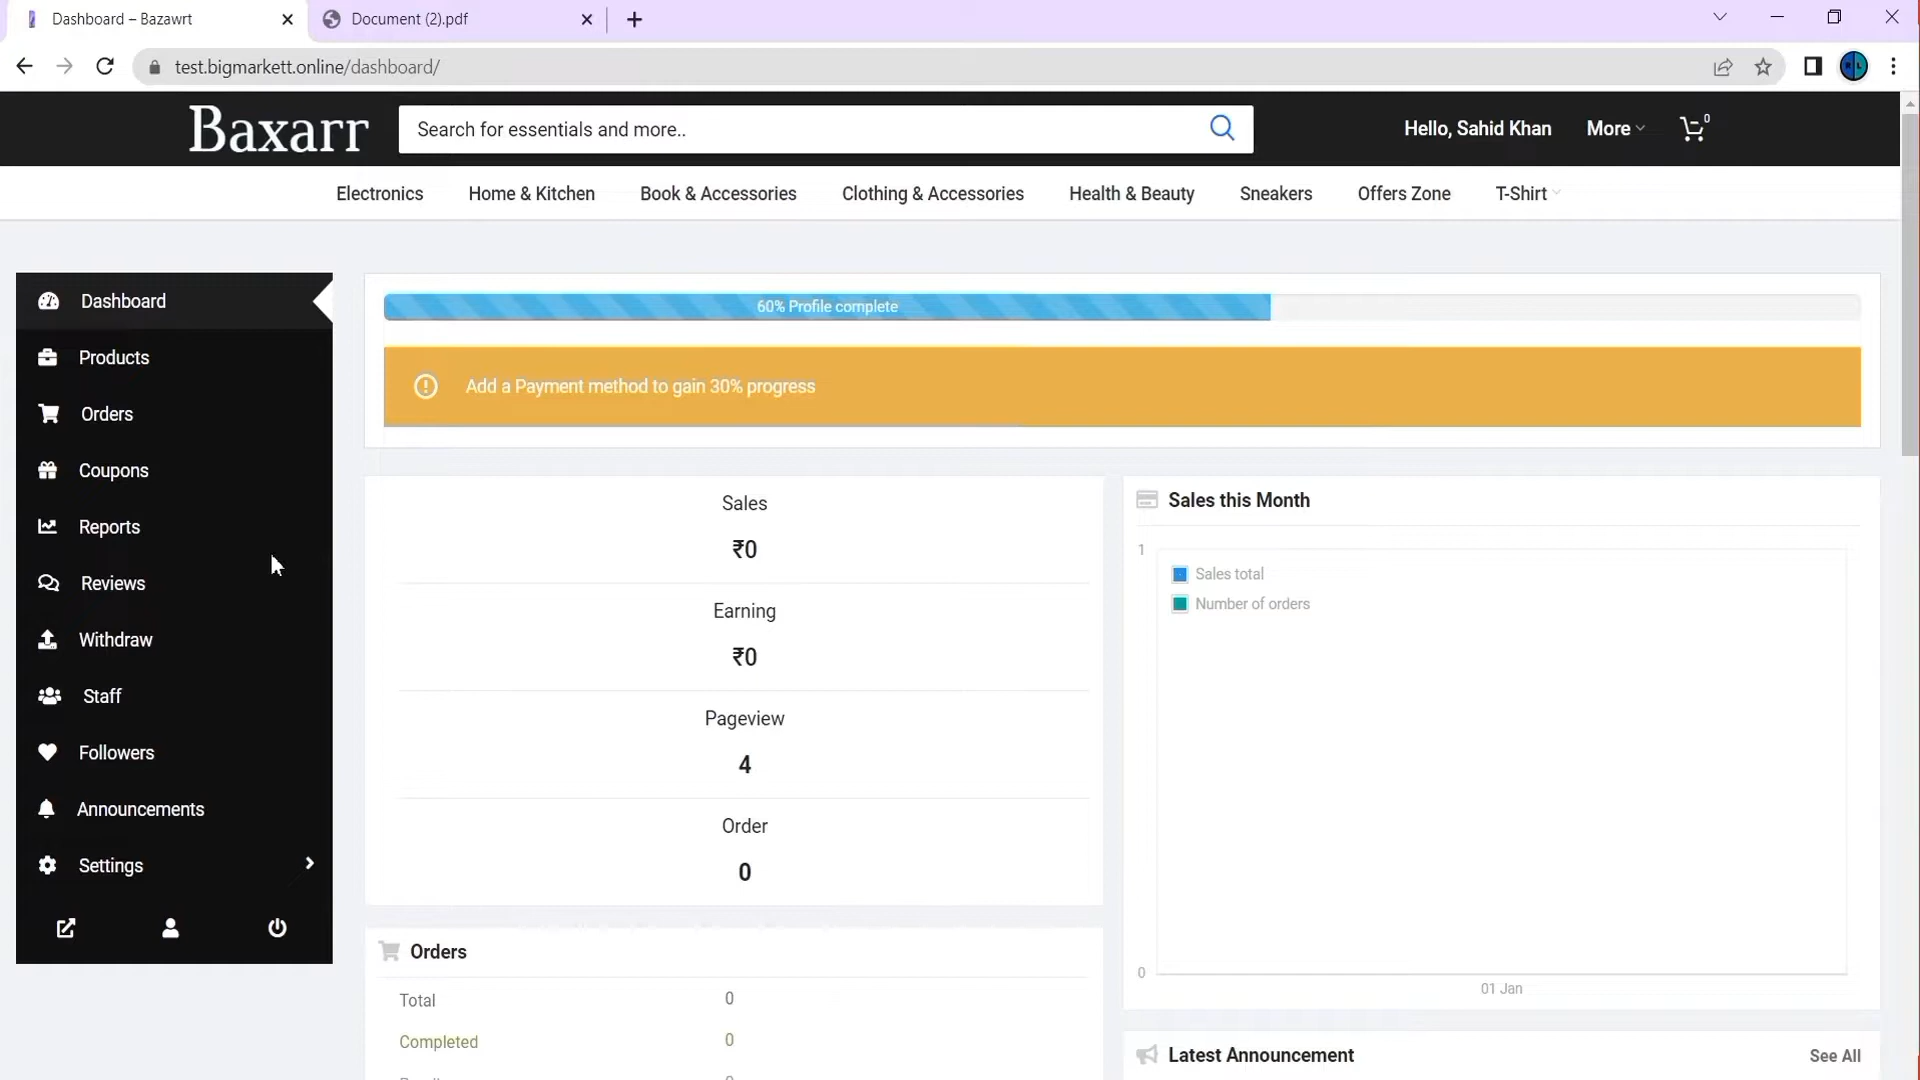 Dashboard – Bazawrt
Document (2).pdf
test.bigmarkett.online/dashboard/
Baxarr
Search for essentials and more..
Hello, Sahid Khan
More
0
Electronics
Home & Kitchen
Book & Accessories
Clothing & Accessories
Health & Beauty
Sneakers
Offers Zone
T-Shirt
Dashboard
Products
Orders
Coupons
Reports
Reviews
Withdraw
Staff
Followers
Announcements
Settings
60% Profile complete
Add a Payment method to gain 30% progress
Sales
₹0
Earning
₹0
Pageview
4
Order
0
Orders
Total 0
Completed 0
Sales this Month
1
Sales total
Number of orders
0
01 Jan
Latest Announcement
See All